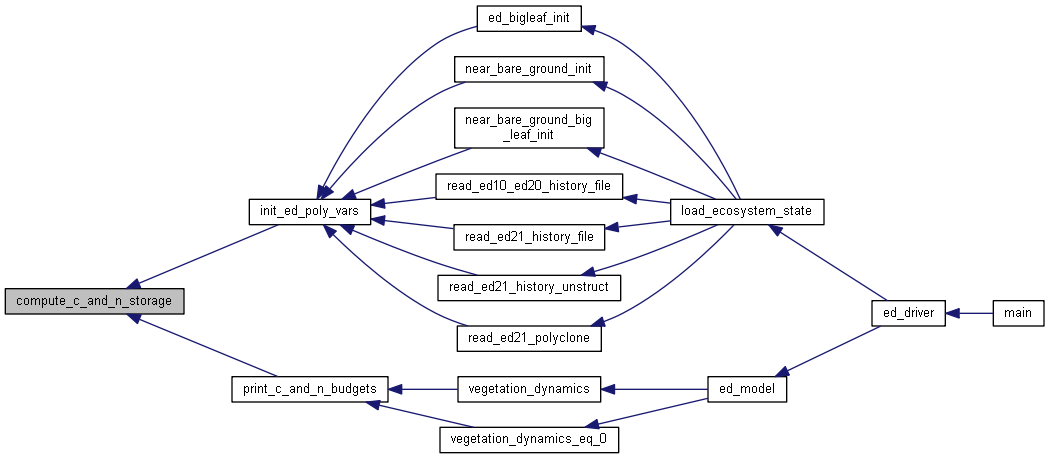 ed_bigleaf_init
near_bare_ground_init
near_bare_ground_big
_leaf_init
read_ed10_ed20_history_file
init_ed_poly_vars
load_ecosystem_state
read_ed21_history_file
read_ed21_history_unstruct
compute_c_and_n_storage
ed_driver
main
read_ed21_polyclone
print_c_and_n_budgets
vegetation_dynamics
ed_model
vegetation_dynamics_eq_0